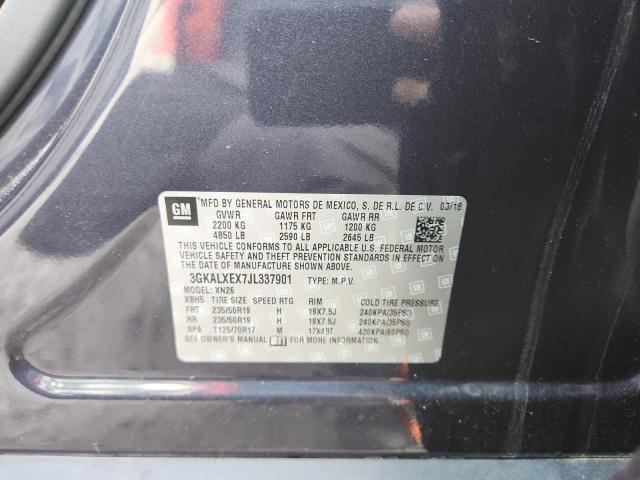 GM
MFD BY GENERAL MOTORS DE MEXICO, S. DE R.L. DE C.V. 03/18
GVWR GAWR FRT GAWR RR
2200 KG 1175 KG 1200 KG
4850 LB 2590 LB 2645 LB
THIS VEHICLE CONFORMS TO ALL APPLICABLE U.S. FEDERAL MOTOR
VEHICLE SAFETY AND THEFT PREVENTION STANDARDS IN EFFECT ON THE
DATE OF MANUFACTURE SHOWN ABOVE.
3GKALXEX7JL337901 TYPE: M.P.V.
MODEL: XN26
XBH5 TIRE SIZE SPEED RTG RIM COLD TIRE PRESSURE
FRT 235/50R19 H 19X7.5J 240KPA(35PSI)
RR 235/50R19 H 19X7.5J 240KPA(35PSI)
SPA T125/70R17 M 17X4BT 420KPA(60PSI)
SEE OWNER'S MANUAL FOR MORE INFORMATION.